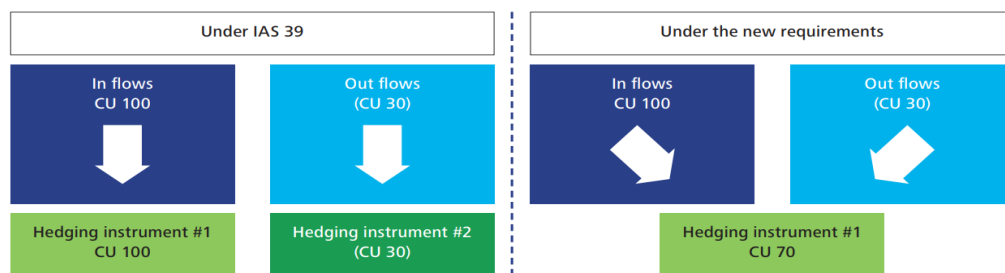 Under IAS 39
In flows
CU 100
Out flows
(CU 30)
Hedging instrument #1
CU 100
Hedging instrument #2
(CU 30)
Under the new requirements
In flows
CU 100
Out flows
(CU 30)
Hedging instrument #1
CU 70